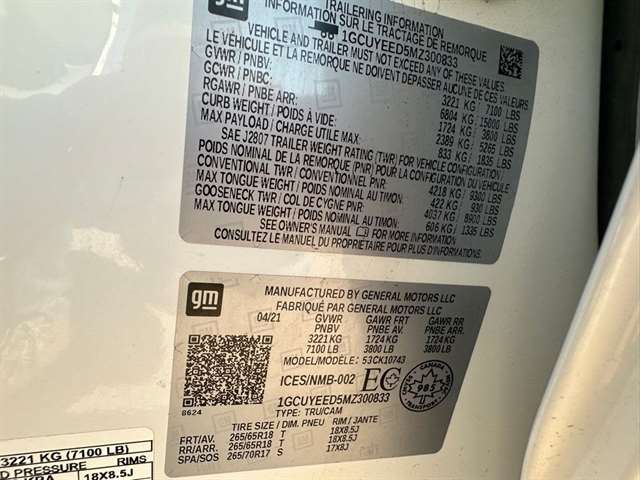 gm
TRAILERING INFORMATION
INFORMATION SUR LE TRACTAGE DE REMORQUE
1GCUYEED5MZ300833
VEHICLE AND TRAILER MUST NOT EXCEED ANY OF THESE VALUES.
LE VÉHICULE ET LA REMORQUE NE DOIVENT DÉPASSER AUCUNE DE CES VALEURS
GVWR / PNBV: 3221 KG / 7100 LBS
GCWR / PNBC: 6804 KG / 15000 LBS
RGAWR / PNBE ARR: 1724 KG / 3800 LBS
CURB WEIGHT / POIDS À VIDE: 2389 KG / 5265 LBS
MAX PAYLOAD / CHARGE UTILE MAX: 833 KG / 1835 LBS
SAE J2807 TRAILER WEIGHT RATING (TWR) FOR VEHICLE CONFIGURATION
POIDS NOMINAL DE LA REMORQUE (PNR) POUR LA CONFIGURATION DU VÉHICULE
CONVENTIONAL TWR / CONVENTIONNEL PNR: 4218 KG / 9300 LBS
MAX TONGUE WEIGHT / POIDS NOMINAL AU TIMON: 422 KG / 930 LBS
GOOSENECK TWR / COL DE CYGNE PNR: 4037 KG / 8900 LBS
MAX TONGUE WEIGHT / POIDS NOMINAL AU TIMON: 606 KG / 1335 LBS
SEE OWNER'S MANUAL FOR MORE INFORMATION.
CONSULTEZ LE MANUEL DU PROPRIÉTAIRE POUR PLUS D'INFORMATIONS.
gm
MANUFACTURED BY GENERAL MOTORS LLC
FABRIQUÉ PAR GENERAL MOTORS LLC
04/21 GVWR GAWR FRT GAWR RR
PNBV PNBE AV. PNBE ARR.
3221 KG 1724 KG 1724 KG
7100 LB 3800 LB 3800 LB
MODEL/MODÈLE: 53CK10743
ICES/NMB-002 EC
CANADA 985
1GCUYEED5MZ300833
8624
TYPE: TRU/CAM
TIRE SIZE / DIM. PNEU RIM / JANTE
FRT/AV. 265/65R18 T 18X8.5J
RR/ARR 265/65R18 T 18X8.5J
SPA/SOS 265/70R17 S 17X8J
3221 KG (7100 LB)
D PRESSURE RIMS
KPA 18X8.5J